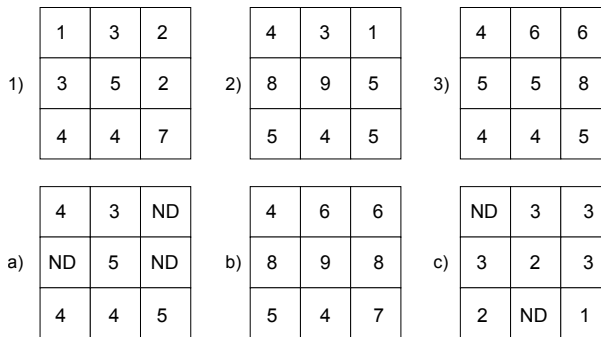 1 3 2 4 3 1 4 6 6
1) 3 5 2 2) 8 9 5 3) 5 5 8
4 4 7 5 4 5 4 4 5
4 3 ND 4 6 6 ND 3 3
a) ND 5 ND b) 8 9 8 c) 3 2 3
4 4 5 5 4 7 2 ND 1